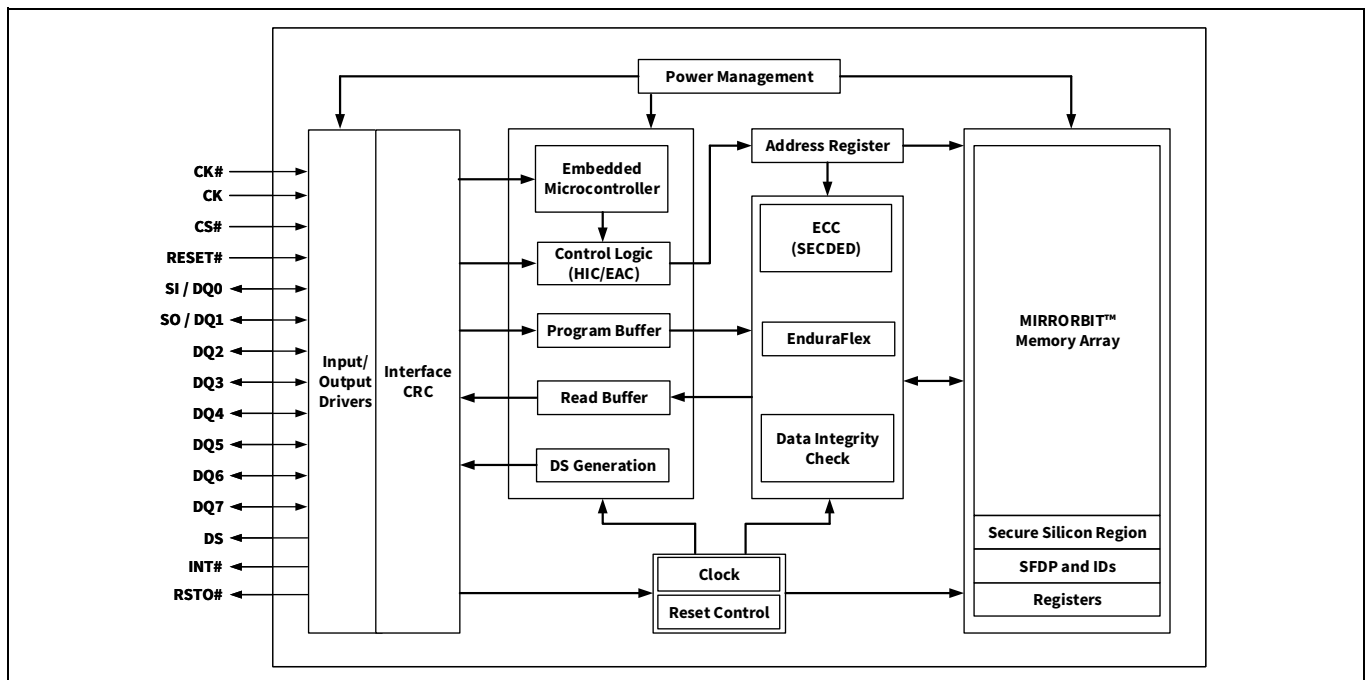 Power Management
CK#
CK
CS#
RESET#
SI / DQ0
SO / DQ1
DQ2
DQ3
DQ4
DQ5
DQ6
DQ7
DS
INT#
RSTO#
Input/
Output
Drivers
Interface
CRC
Embedded
Microcontroller
Control Logic
(HIC/EAC)
Program Buffer
Read Buffer
DS Generation
Address Register
ECC
(SECDED)
EnduraFlex
Data Integrity
Check
Clock
Reset Control
MIRRORBIT™
Memory Array
Secure Silicon Region
SFDP and IDs
Registers